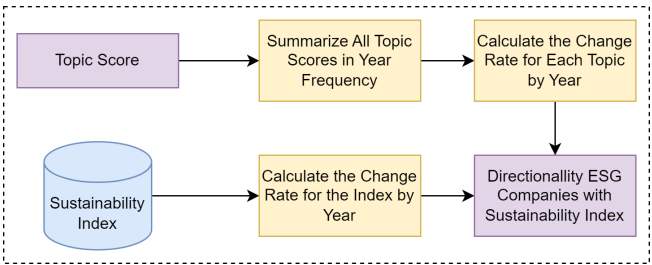 Topic Score
Summarize All Topic
Scores in Year
Frequency
Calculate the Change
Rate for Each Topic
by Year
Sustainability
Index
Calculate the Change
Rate for the Index by
Year
Directionallity ESG
Companies with
Sustainability Index